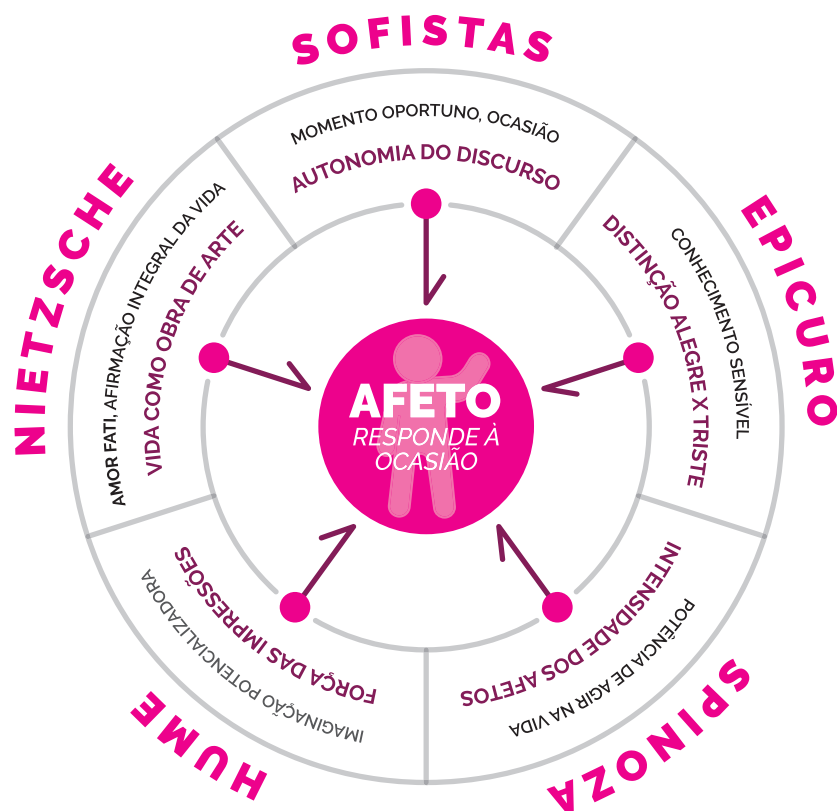 SOFISTAS
MOMENTO OPORTUNO, OCASIÃO
AUTONOMIA DO DISCURSO
EPICURO
CONHECIMENTO SENSÍVEL
DISTINÇÃO ALEGRE X TRISTE
SPINOZA
POTÊNCIA DE AGIR NA VIDA
INTENSIDADE DOS AFETOS
HUME
IMAGINAÇÃO POTENCIALIZADORA
FORÇA DAS IMPRESSÕES
NIETZSCHE
AMOR FATI, AFIRMAÇÃO INTEGRAL DA VIDA
VIDA COMO OBRA DE ARTE
AFETO
RESPONDE À
OCASIÃO